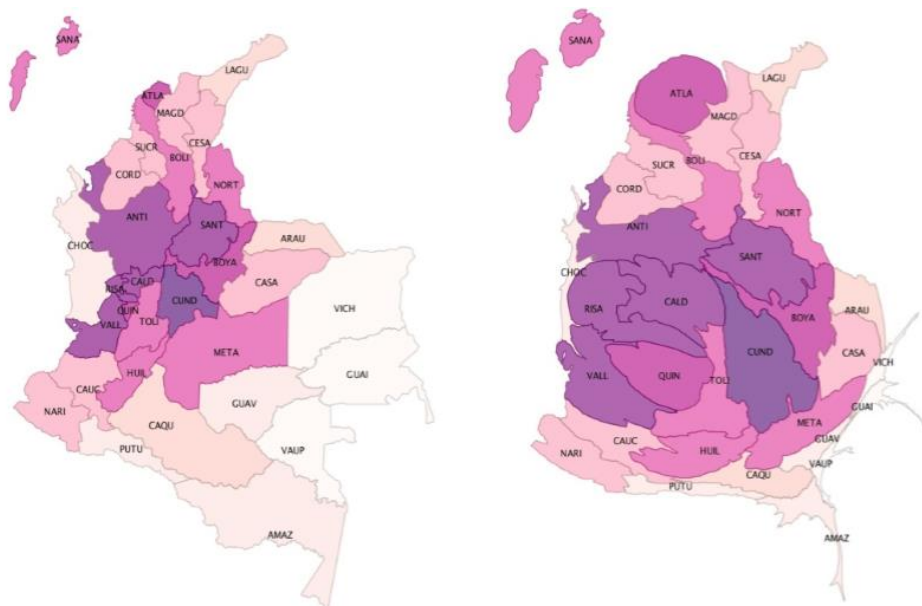 SANA
LAGU
ATLA
MAGD
CESA
SUCR
BOLI
CORD
NORT
ANTI
SANT
CHOC
ARAU
BOYA
CASA
RISA
CALD
CUND
VICH
QUIN
VALL
TOLI
META
HUIL
GUAI
CAUC
NARI
GUAV
CAQU
PUTU
VAUP
AMAZ
SANA
LAGU
ATLA
MAGD
CESA
SUCR
BOLI
CORD
NORT
ANTI
SANT
CHOC
RISA
CALD
ARAU
BOYA
CUND
CASA
VICH
VALL
QUIN
TOLI
GUAI
META
GUAV
CAUC
HUIL
NARI
VAUP
CAQU
PUTU
AMAZ